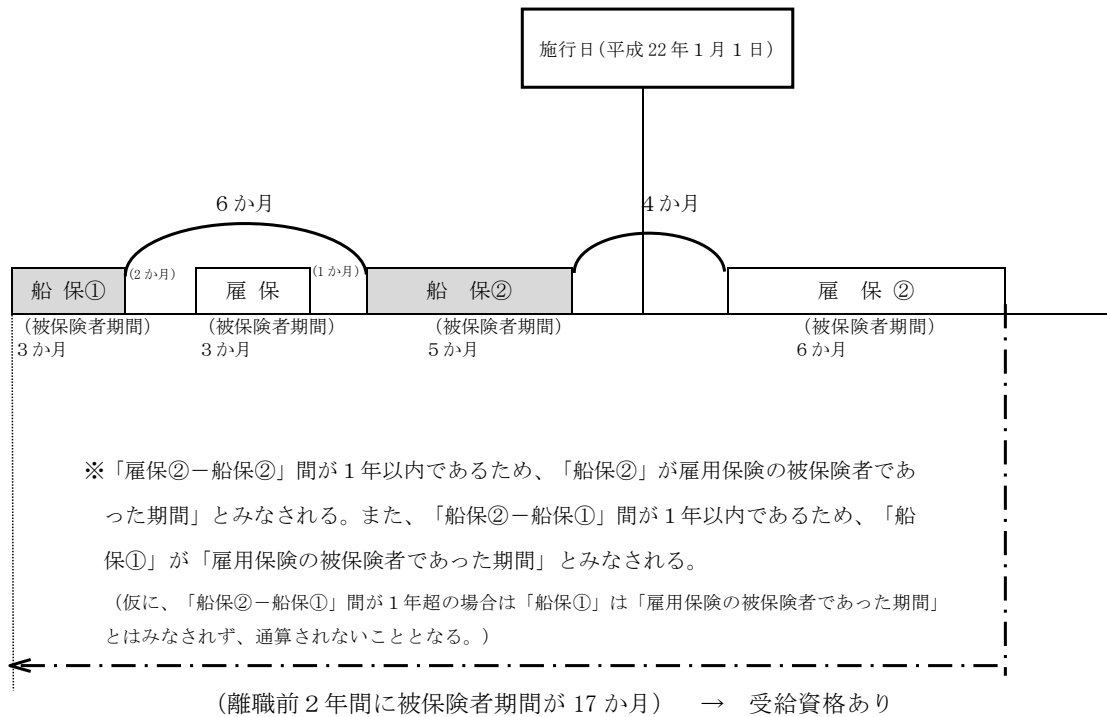 施行日(平成22年１月１日)
６か月
４か月
船 保①
(２か月)
雇 保
(１か月)
船　保②
雇　保 ②
(被保険者期間)
３か月
(被保険者期間)
３か月
(被保険者期間)
５か月
(被保険者期間)
６か月
※「雇保②－船保②」間が１年以内であるため、「船保②」が雇用保険の被保険者であ
った期間」とみなされる。また、「船保②－船保①」間が１年以内であるため、「船
保①」が「雇用保険の被保険者であった期間」とみなされる。
（仮に、「船保②－船保①」間が１年超の場合は「船保①」は「雇用保険の被保険者であった期間」
とはみなされず、通算されないこととなる。）
(離職前２年間に被保険者期間が 17 か月)　→　受給資格あり